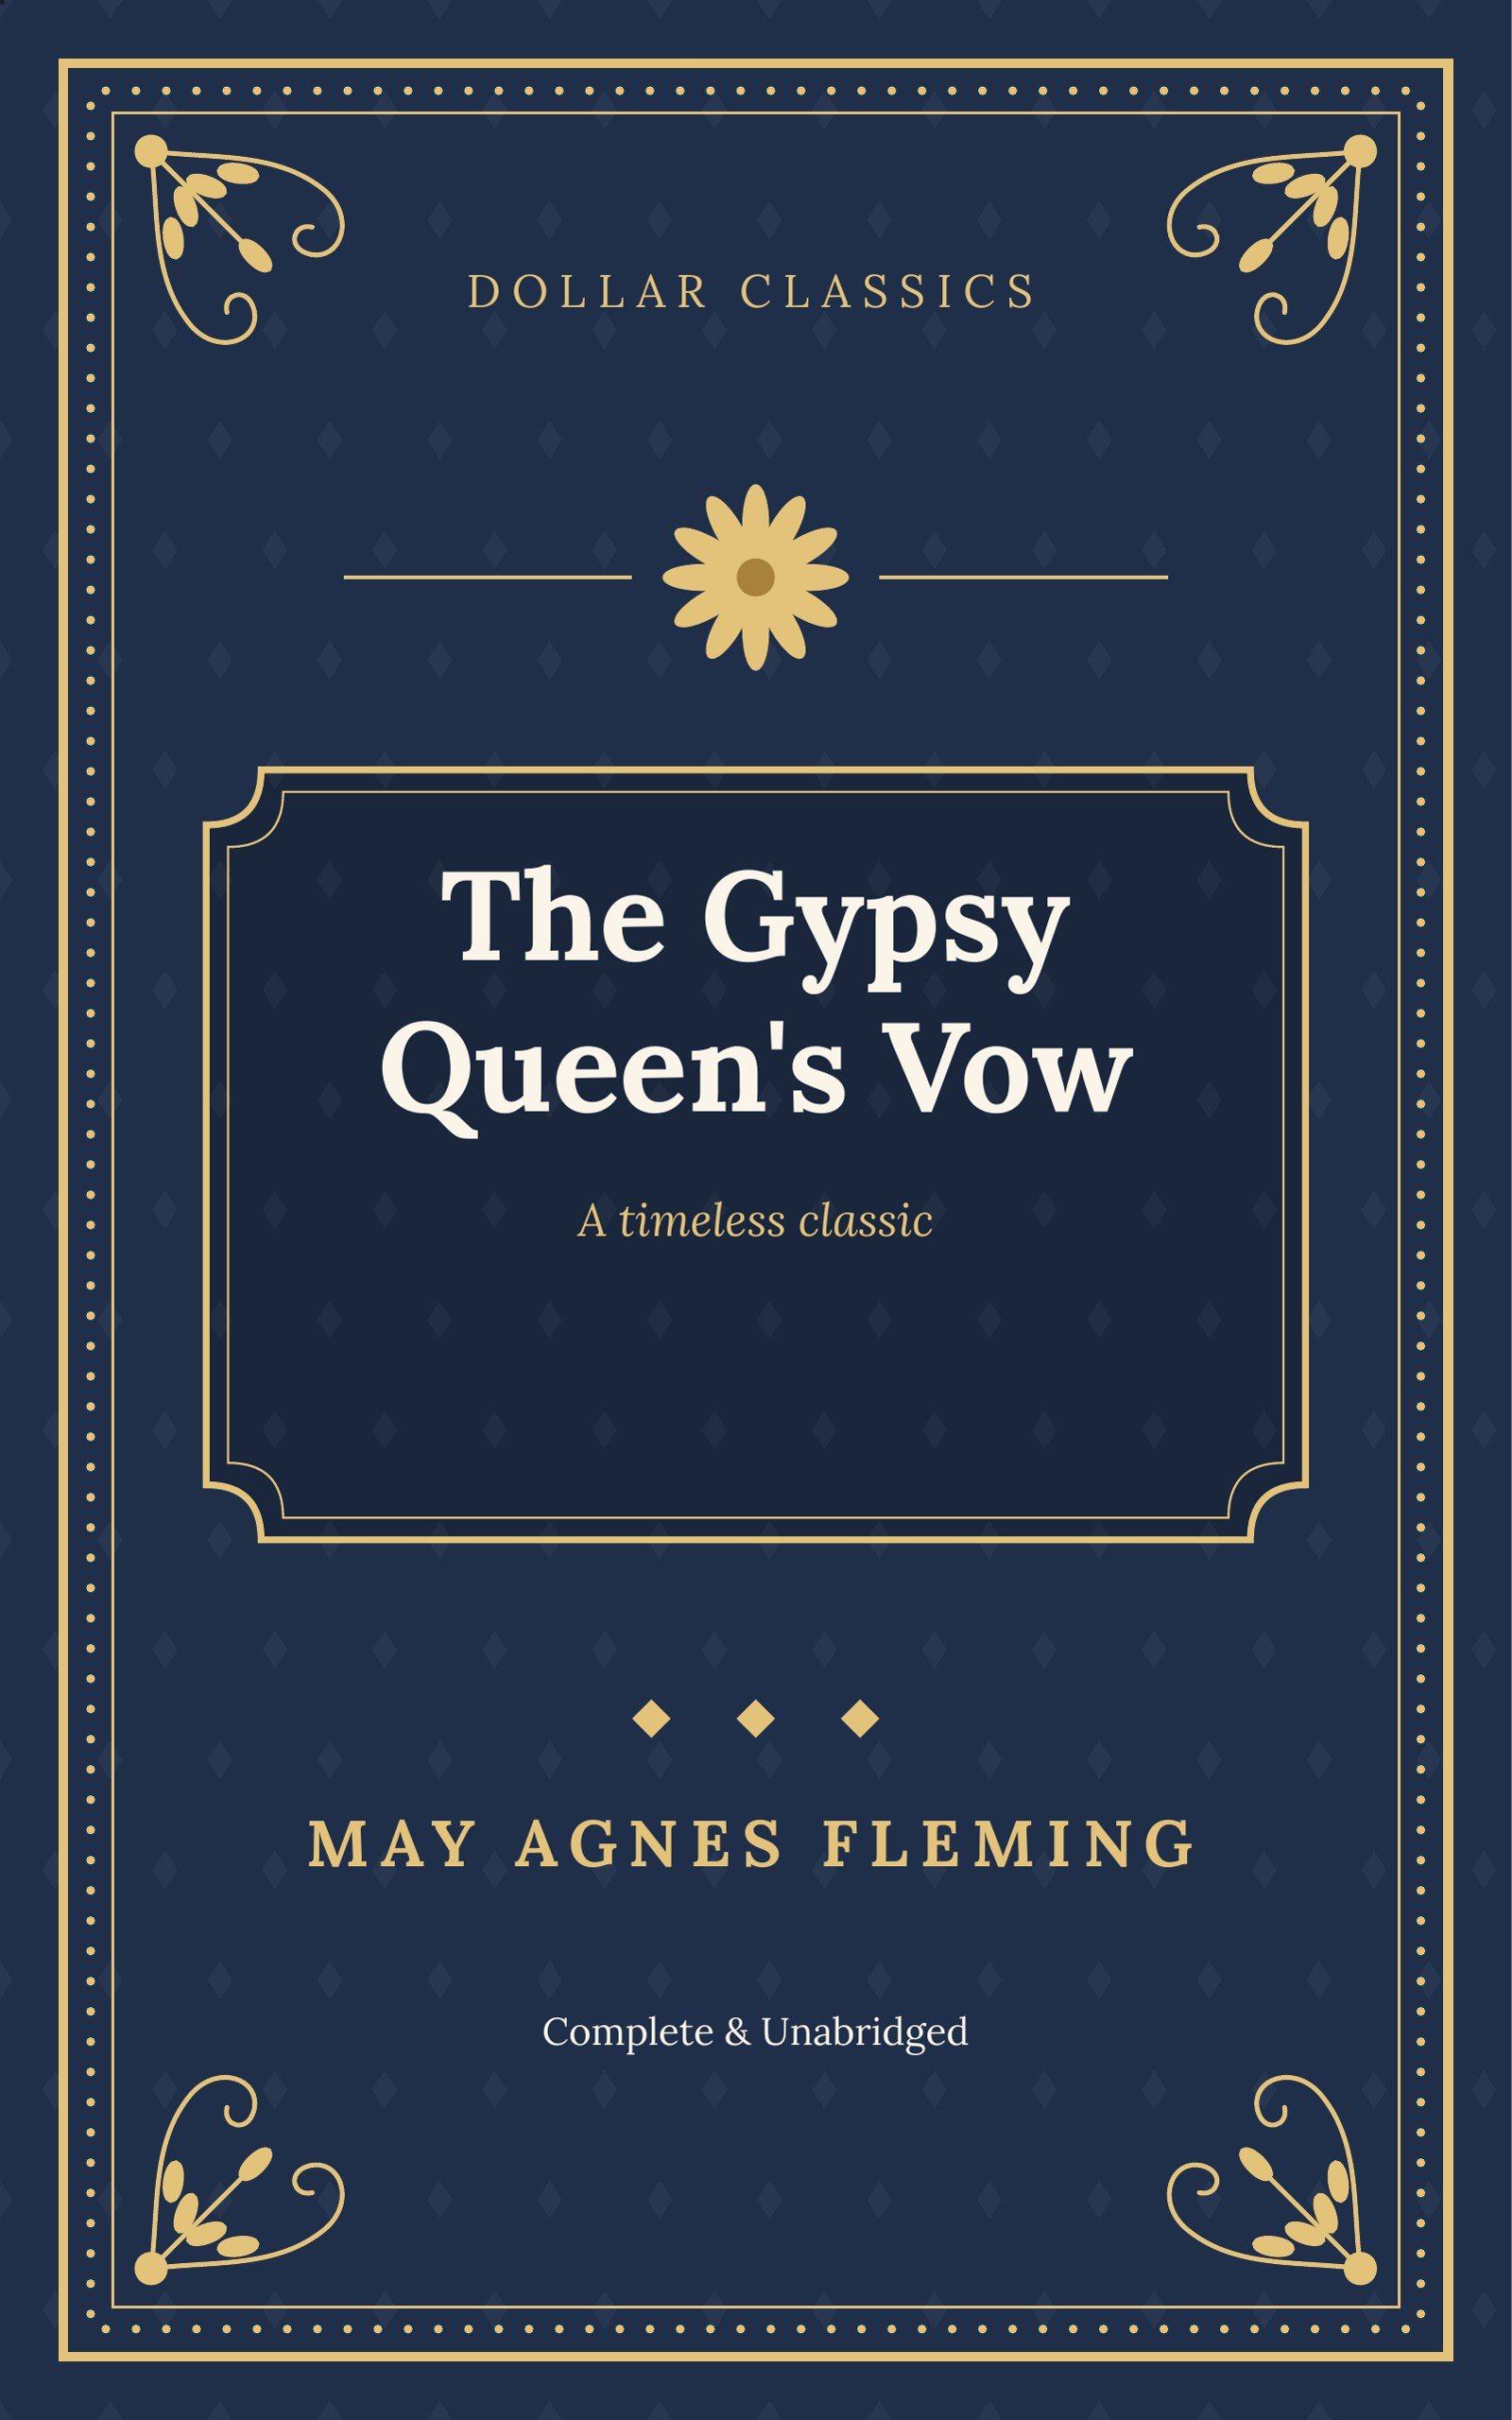 DOLLAR CLASSICS
The Gypsy
Queen's Vow
A timeless classic
MAY AGNES FLEMING
Complete & Unabridged